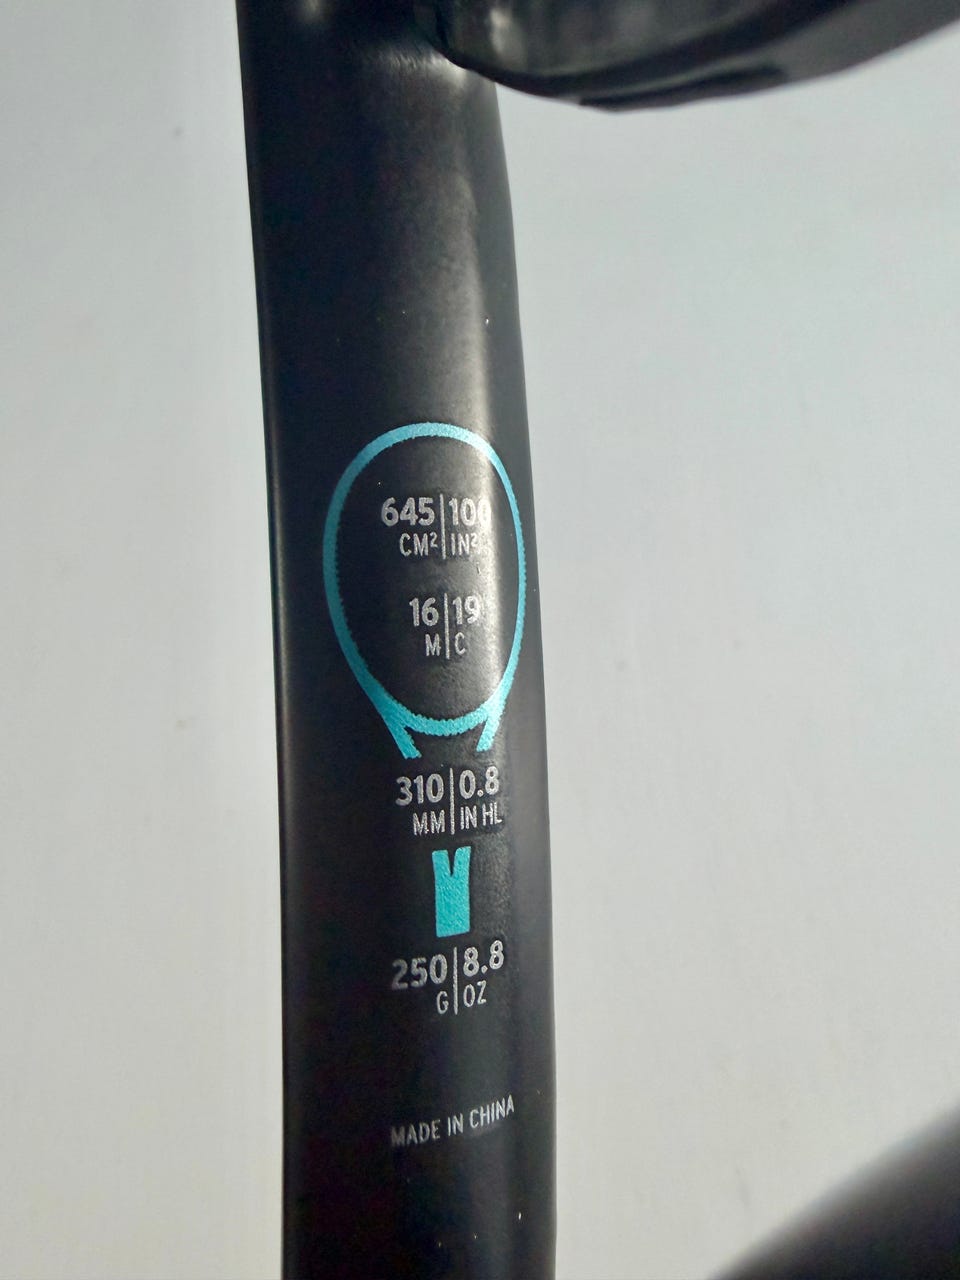 645|100
CM²|IN²
16|19
M|C
310|0.8
MM|IN HL
250|8.8
G|OZ
MADE IN CHINA